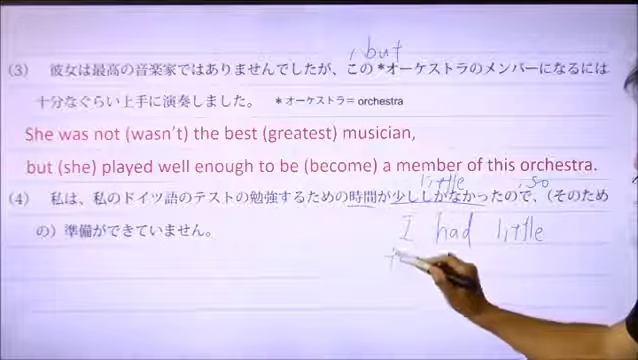 , but
(3) 彼女は最高の音楽家ではありませんでしたが、この*オーケストラのメンバーになるには
十分なぐらい上手に演奏しました。 *オーケストラ= orchestra
She was not (wasn't) the best (greatest) musician,
but (she) played well enough to be (become) a member of this orchestra.
little , so
(4) 私は、私のドイツ語のテストの勉強するための時間が少ししかなかったので、(そのため
の)準備ができていません。
I had little